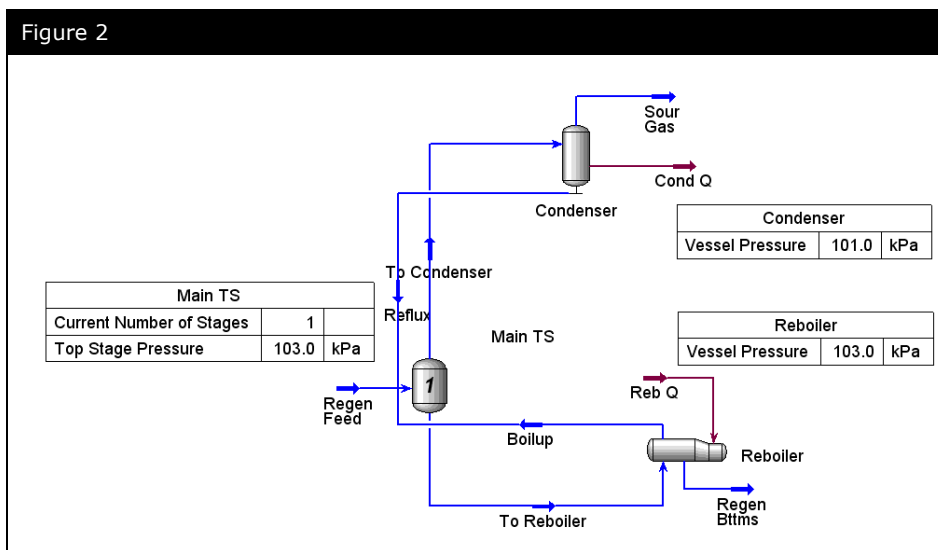 Figure 2
Sour
Gas
Cond Q
Condenser
Condenser
Vessel Pressure 101.0 kPa
To Condenser
Main TS
Current Number of Stages 1
Top Stage Pressure 103.0 kPa
Reflux
Main TS
Reboiler
Vessel Pressure 103.0 kPa
1
Regen
Feed
Reb Q
Boilup
Reboiler
Regen
Bttms
To Reboiler